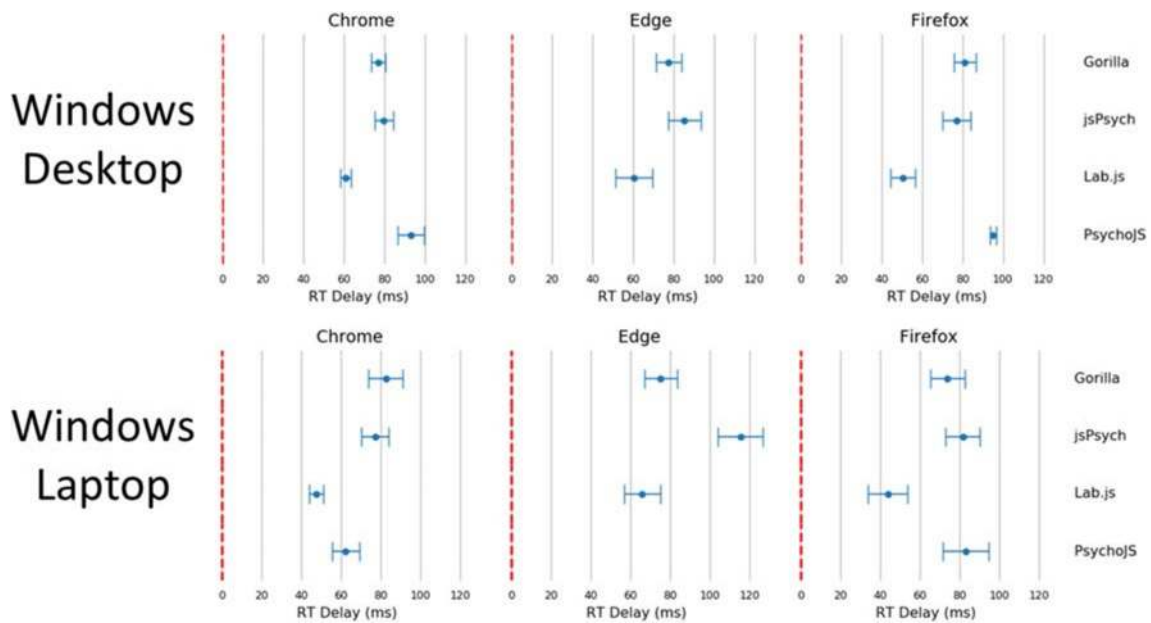 Chrome Edge Firefox
Windows
Desktop
Gorilla
jsPsych
Lab.js
PsychoJS
0 20 40 60 80 100 120 0 40 60 80 100 120 0 20 40 60 80 100 120
RT Delay (ms) RT Delay (ms) RT Delay (ms)
Chrome Edge Firefox
Windows
Laptop
Gorilla
jsPsych
Lab.js
PsychoJS
0 20 40 60 80 100 120 0 20 40 60 80 100 120 0 20 40 60 80 100 120
RT Delay (ms) RT Delay (ms) RT Delay (ms)